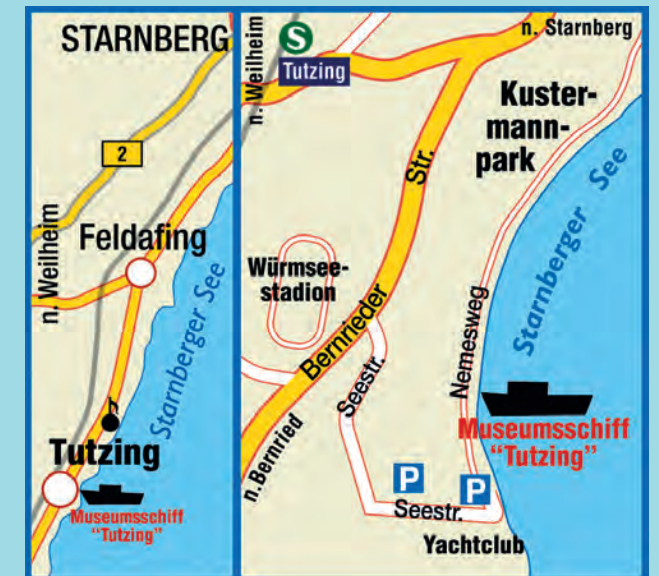 STARNBERG
2
n. Weilheim
Feldafing
Starnberger See
Tutzing
Museumsschiff
"Tutzing"
n. Weilheim
S
Tutzing
n. Starnberg
Kuster-
mann-
park
Str.
Starnberger See
Würmsee-
stadion
Bernrieder
Nemesweg
Seestr.
n. Bernried
Museumsschiff
"Tutzing"
P
P
Seestr.
Yachtclub